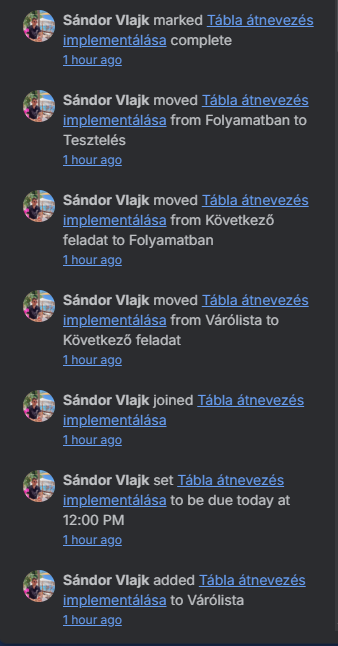 Sándor Vlajk marked Tábla átnevezés
implementálása complete
1 hour ago
Sándor Vlajk moved Tábla átnevezés
implementálása from Folyamatban to
Tesztelés
1 hour ago
Sándor Vlajk moved Tábla átnevezés
implementálása from Következő
feladat to Folyamatban
1 hour ago
Sándor Vlajk moved Tábla átnevezés
implementálása from Várólista to
Következő feladat
1 hour ago
Sándor Vlajk joined Tábla átnevezés
implementálása
1 hour ago
Sándor Vlajk set Tábla átnevezés
implementálása to be due today at
12:00 PM
1 hour ago
Sándor Vlajk added Tábla átnevezés
implementálása to Várólista
1 hour ago